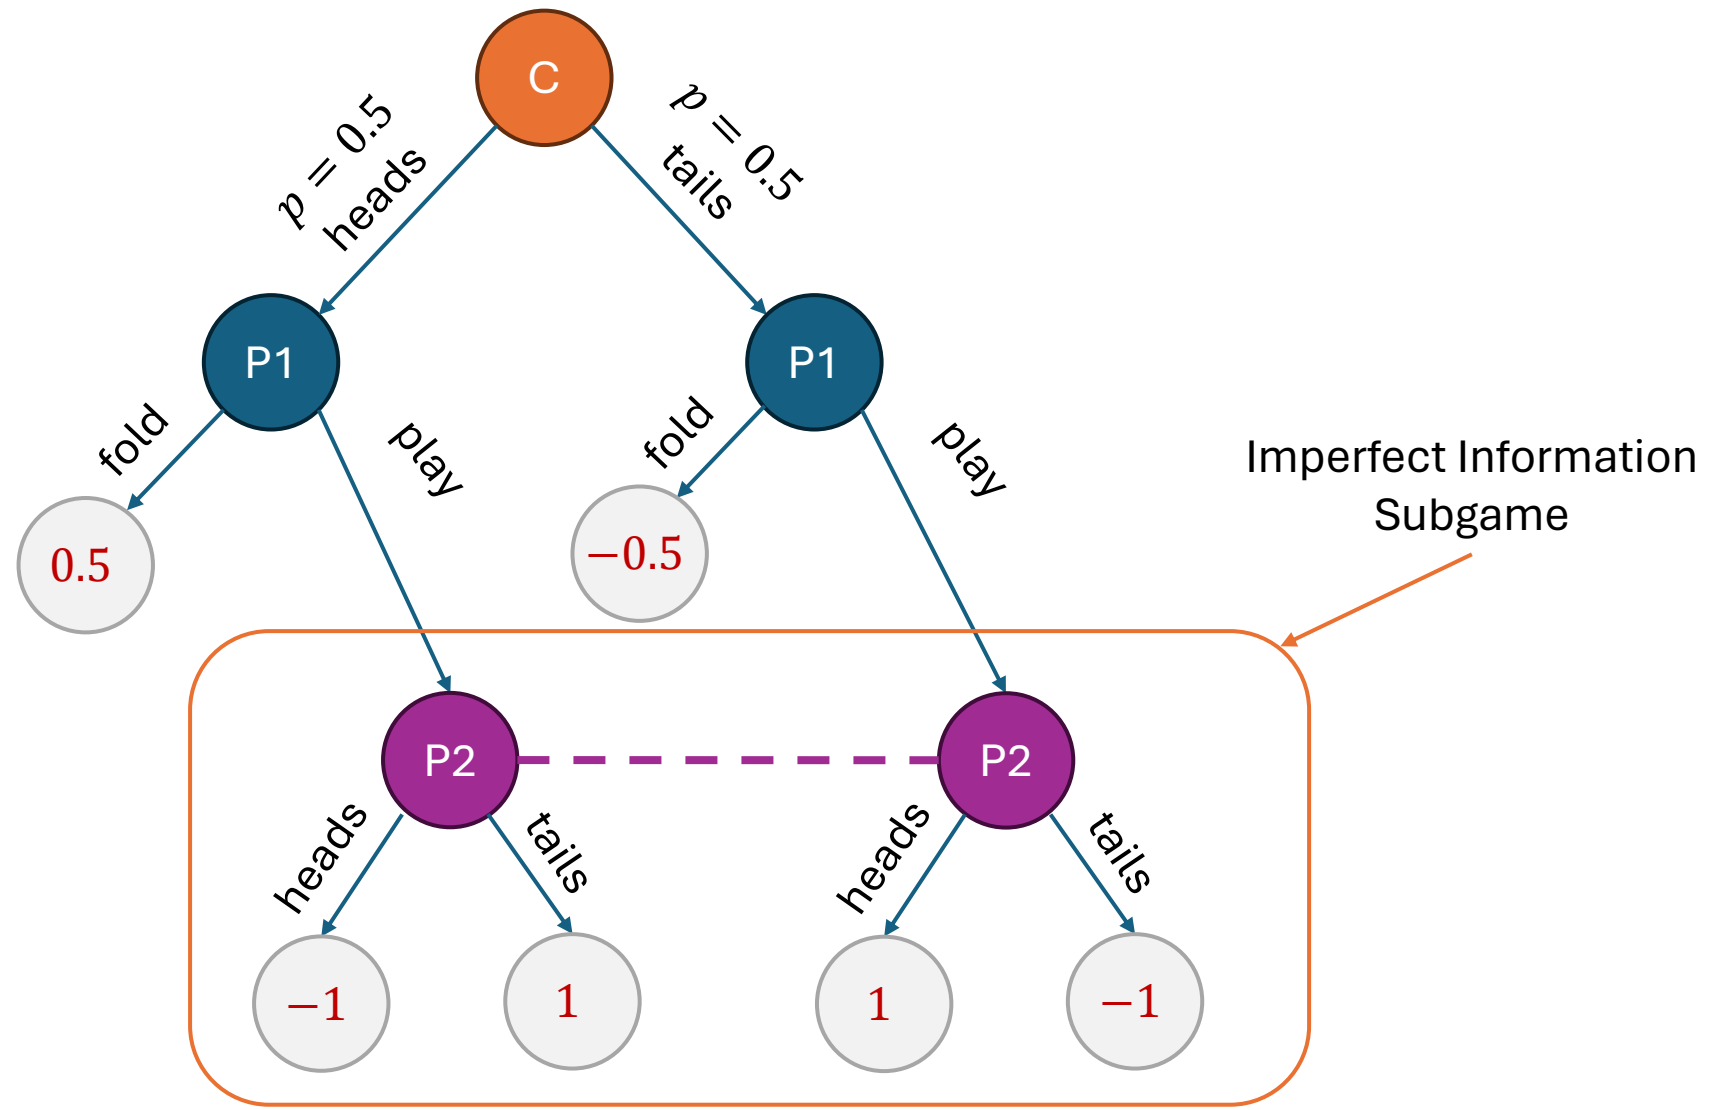 C
p = 0.5
heads
p = 0.5
tails
P1
P1
fold
play
fold
play
0.5
−0.5
Imperfect Information
Subgame
P2
P2
heads
tails
heads
tails
−1
1
1
−1